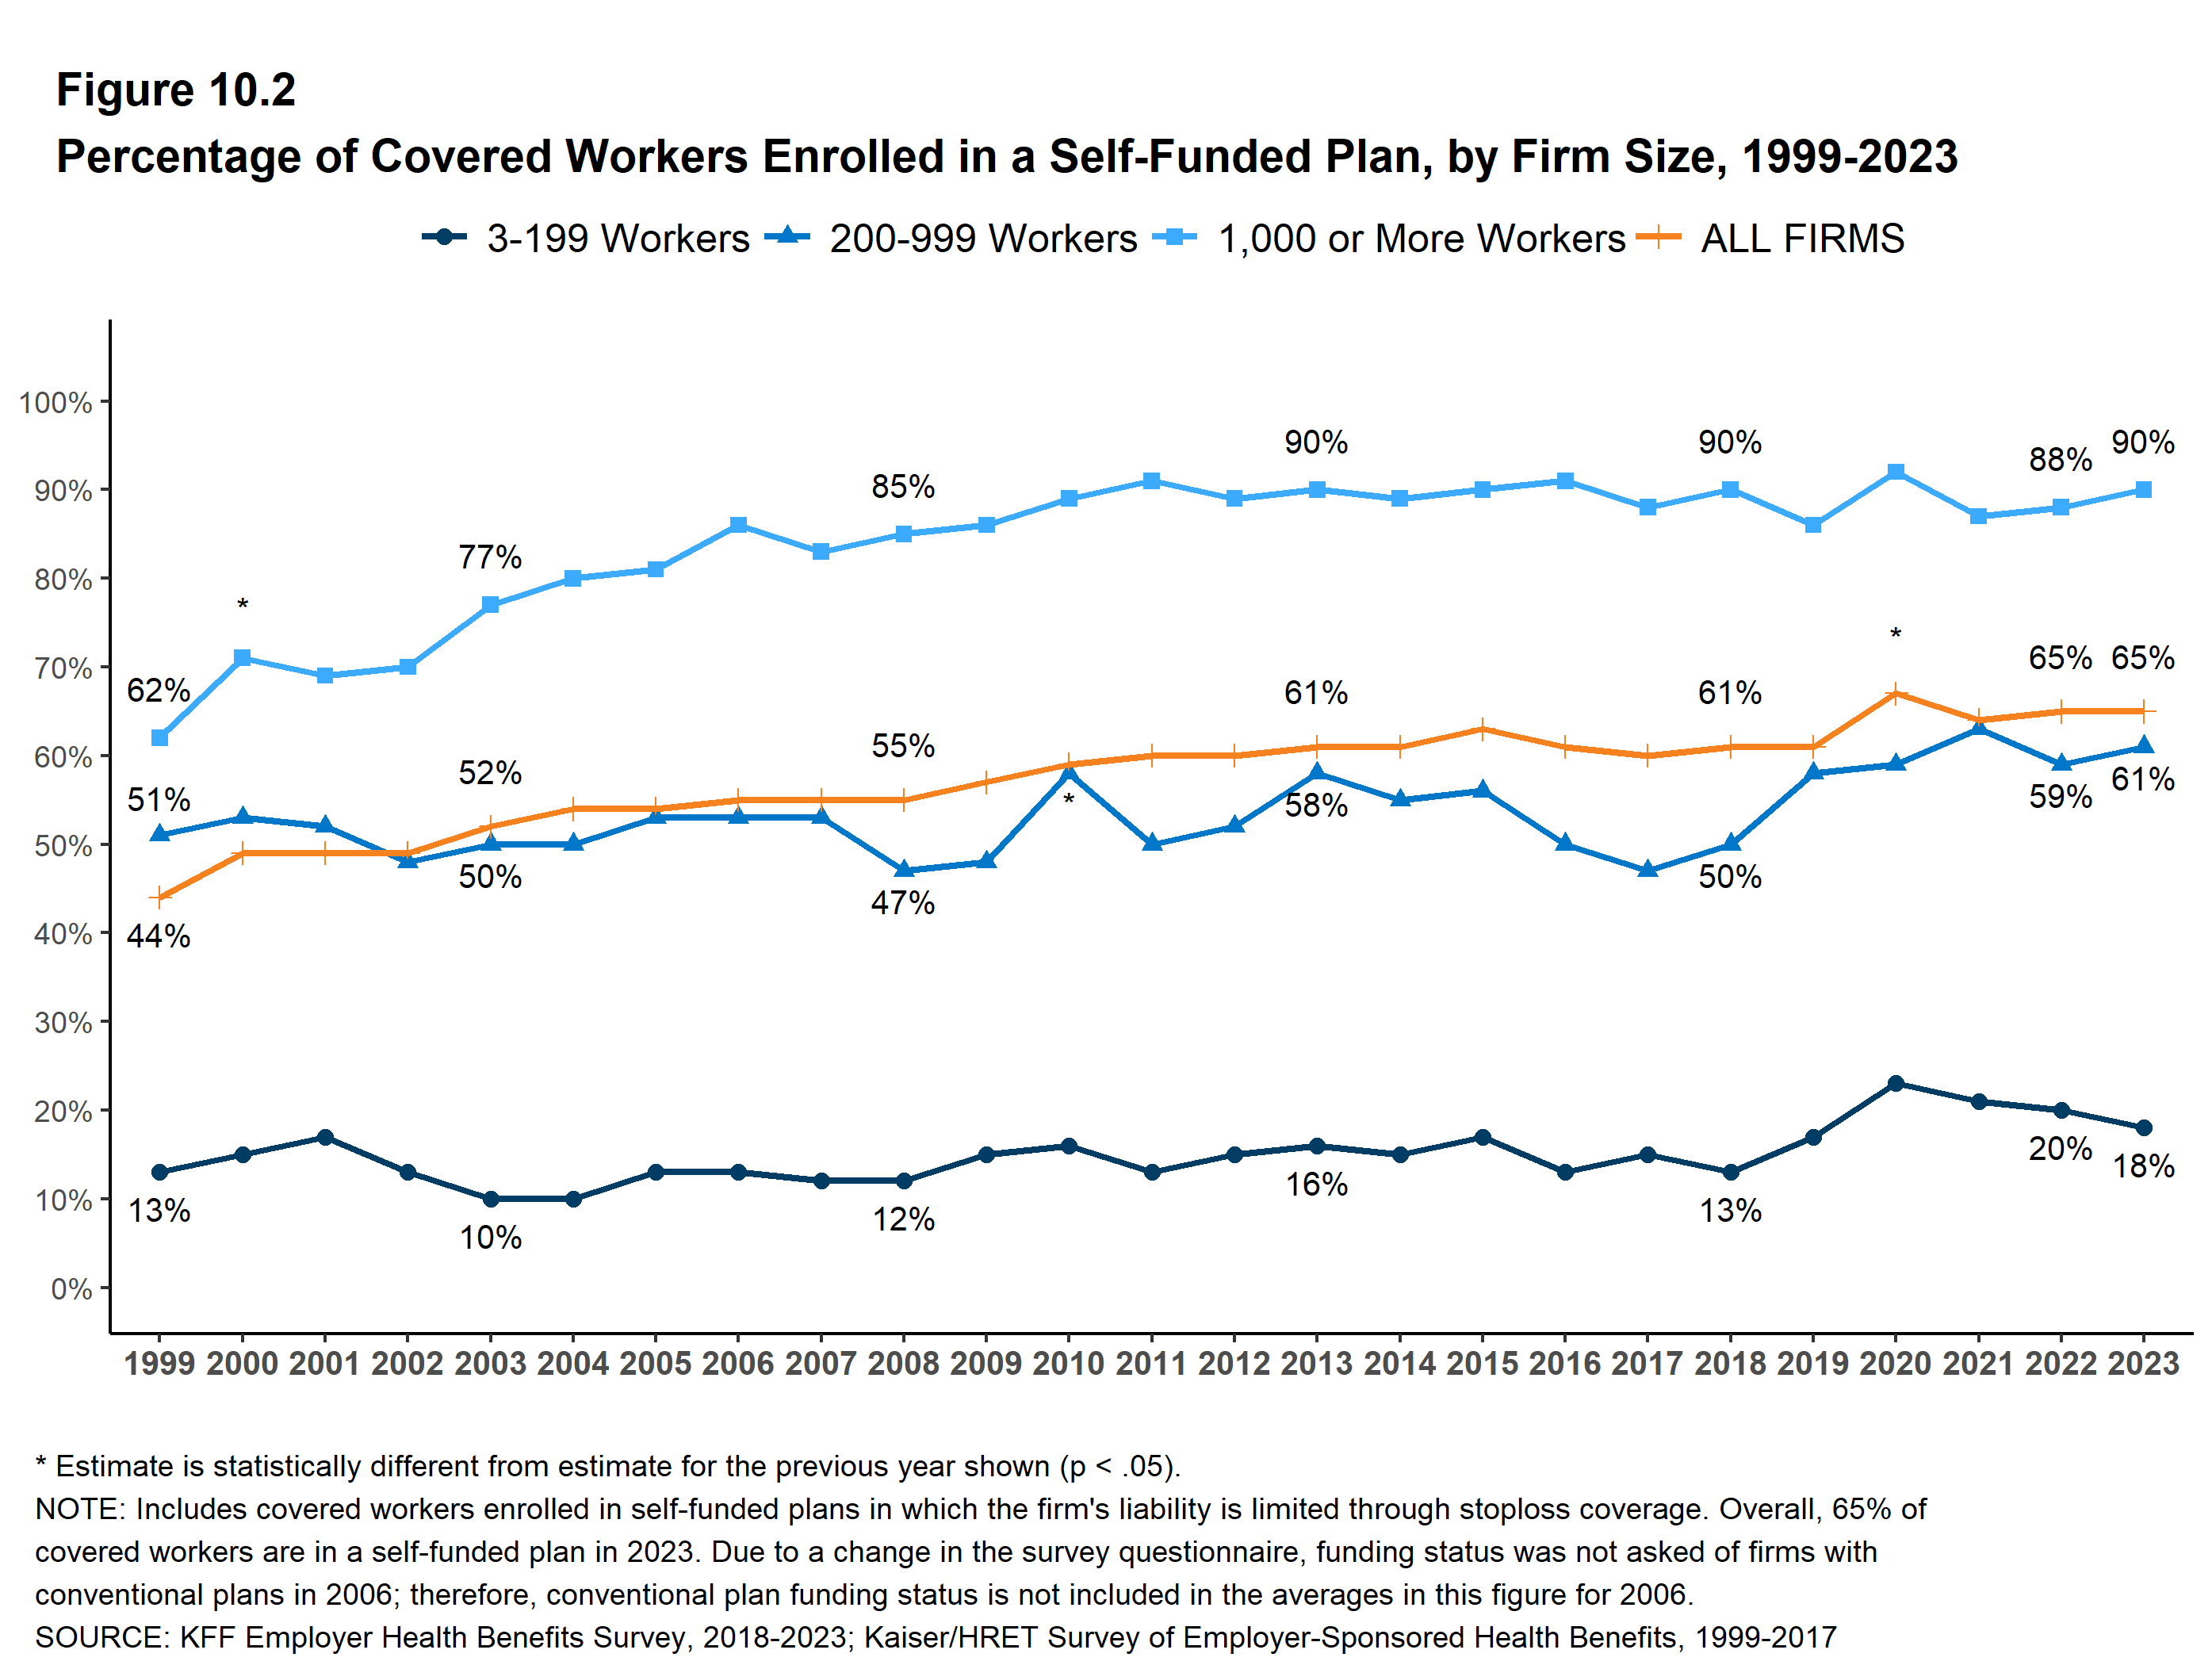 Figure 10.2
Percentage of Covered Workers Enrolled in a Self-Funded Plan, by Firm Size, 1999-2023
3-199 Workers 200-999 Workers 1,000 or More Workers ALL FIRMS
100%
90%
80%
70%
60%
50%
40%
30%
20%
10%
0%
62% * 77% 85% 90% 90% 88% 90%
44% 52% 55% 61% 61% * 65% 65%
51% 50% 47% * 58% 50% 59% 61%
13% 10% 12% 16% 13% 20% 18%
1999 2000 2001 2002 2003 2004 2005 2006 2007 2008 2009 2010 2011 2012 2013 2014 2015 2016 2017 2018 2019 2020 2021 2022 2023
* Estimate is statistically different from estimate for the previous year shown (p < .05).
NOTE: Includes covered workers enrolled in self-funded plans in which the firm's liability is limited through stoploss coverage. Overall, 65% of
covered workers are in a self-funded plan in 2023. Due to a change in the survey questionnaire, funding status was not asked of firms with
conventional plans in 2006; therefore, conventional plan funding status is not included in the averages in this figure for 2006.
SOURCE: KFF Employer Health Benefits Survey, 2018-2023; Kaiser/HRET Survey of Employer-Sponsored Health Benefits, 1999-2017